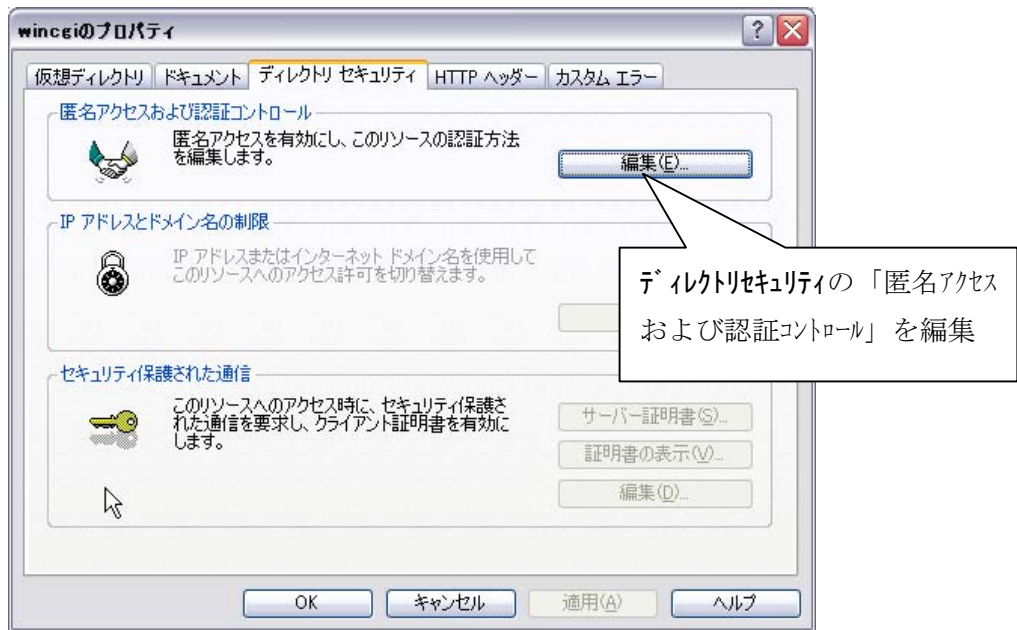 wincgiのプロパティ
仮想ディレクトリ ドキュメント ディレクトリ セキュリティ HTTP ヘッダー カスタム エラー
匿名アクセスおよび認証コントロール
匿名アクセスを有効にし、このリソースの認証方法
を編集します。
編集(E)...
IP アドレスとドメイン名の制限
IP アドレスまたはインターネット ドメイン名を使用して
このリソースへのアクセス許可を切り替えます。
ディレクトリセキュリティの「匿名アクセス
および認証コントロール」を編集
セキュリティ保護された通信
このリソースへのアクセス時に、セキュリティ保護さ
れた通信を要求し、クライアント証明書を有効に
します。
サーバー証明書(S)...
証明書の表示(V)...
編集(D)...
OK キャンセル 適用(A) ヘルプ